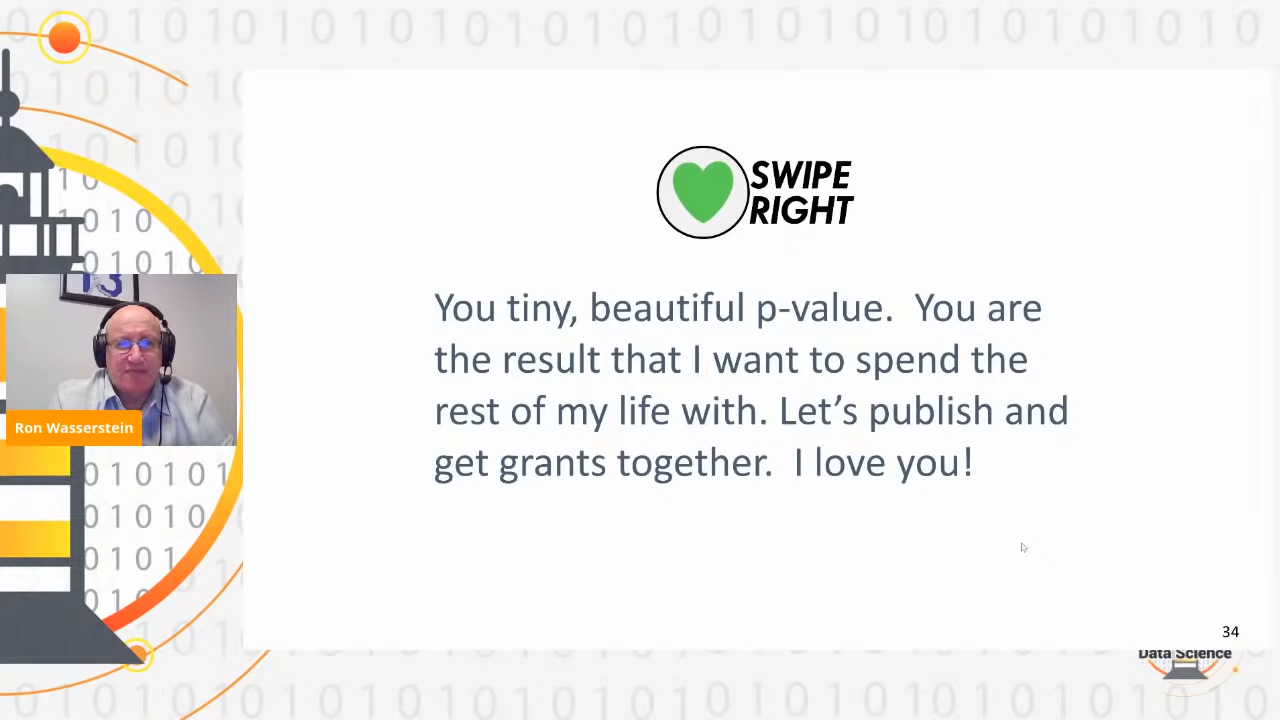 SWIPE
RIGHT
You tiny, beautiful p-value.  You are
the result that I want to spend the
rest of my life with. Let’s publish and
get grants together.  I love you!
13
Ron Wasserstein
34
Data Science